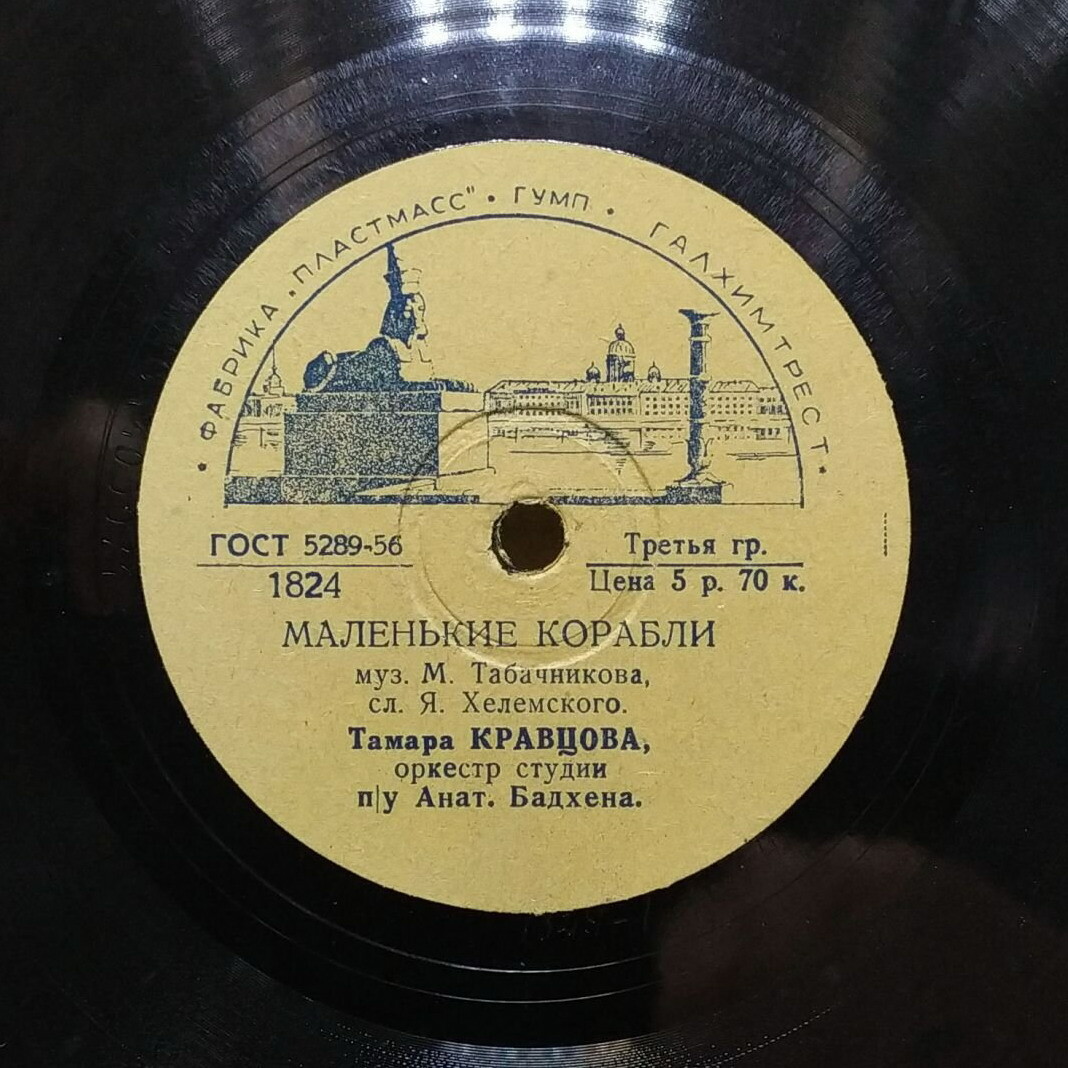 • ФАБРИКА „ПЛАСТМАСС" • ГУМП • ГАЛХИМТРЕСТ •
ГОСТ 5289-56
1824
Третья гр.
Цена 5 р. 70 к.
МАЛЕНЬКИЕ КОРАБЛИ
муз. М. Табачникова,
сл. Я. Хелемского.
Тамара КРАВЦОВА,
оркестр студии
п|у Анат. Бадхена.